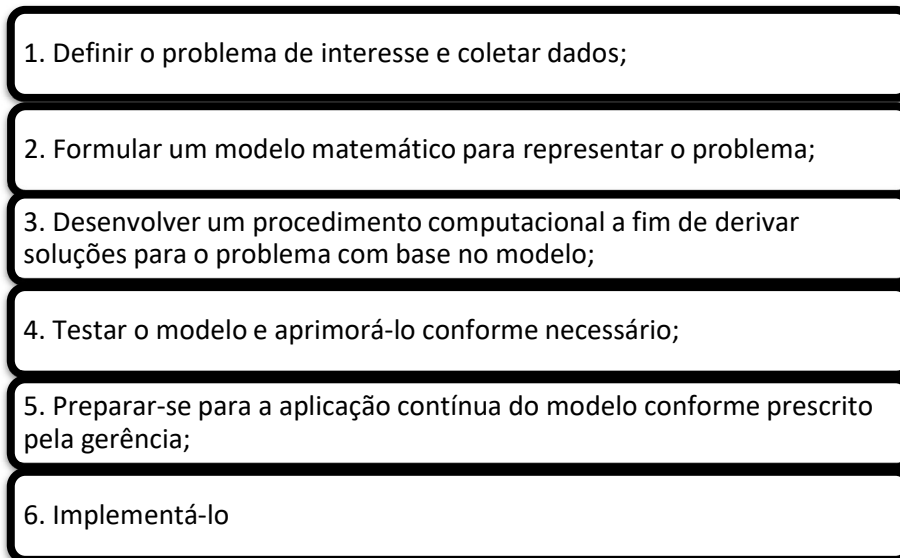 1. Definir o problema de interesse e coletar dados;
2. Formular um modelo matemático para representar o problema;
3. Desenvolver um procedimento computacional a fim de derivar
soluções para o problema com base no modelo;
4. Testar o modelo e aprimorá-lo conforme necessário;
5. Preparar-se para a aplicação contínua do modelo conforme prescrito
pela gerência;
6. Implementá-lo